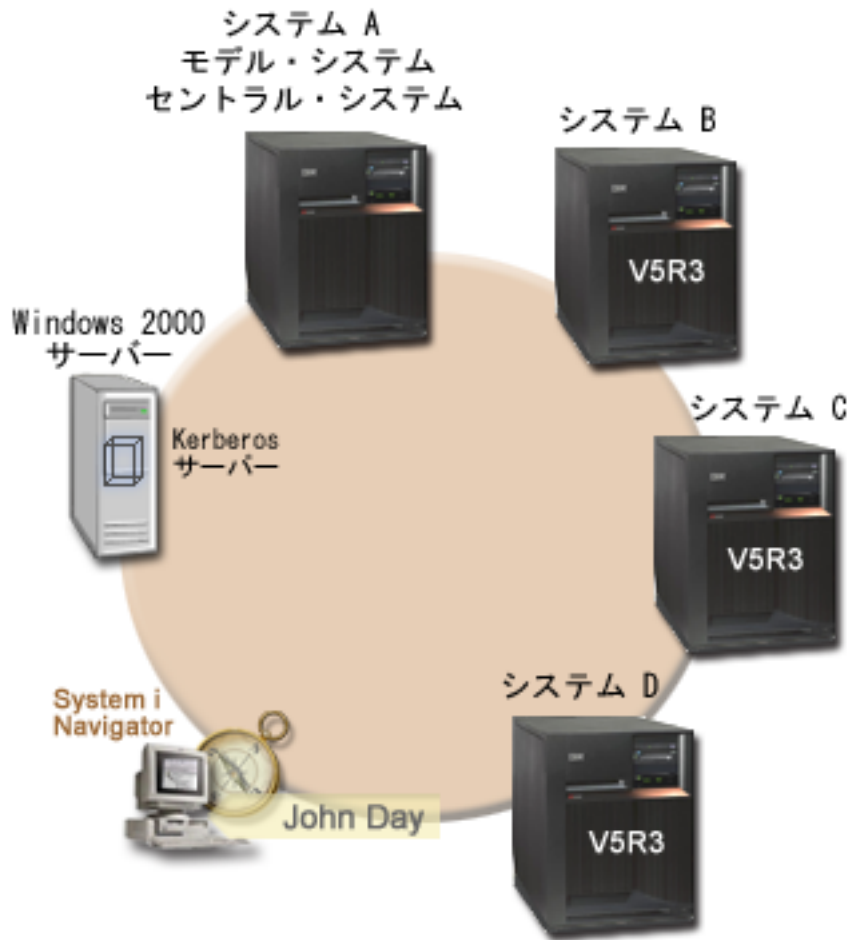 システム A
モデル・システム
セントラル・システム
システム B
V5R3
Windows 2000
サーバー
Kerberos
サーバー
システム C
V5R3
System i
Navigator
John Day
システム D
V5R3